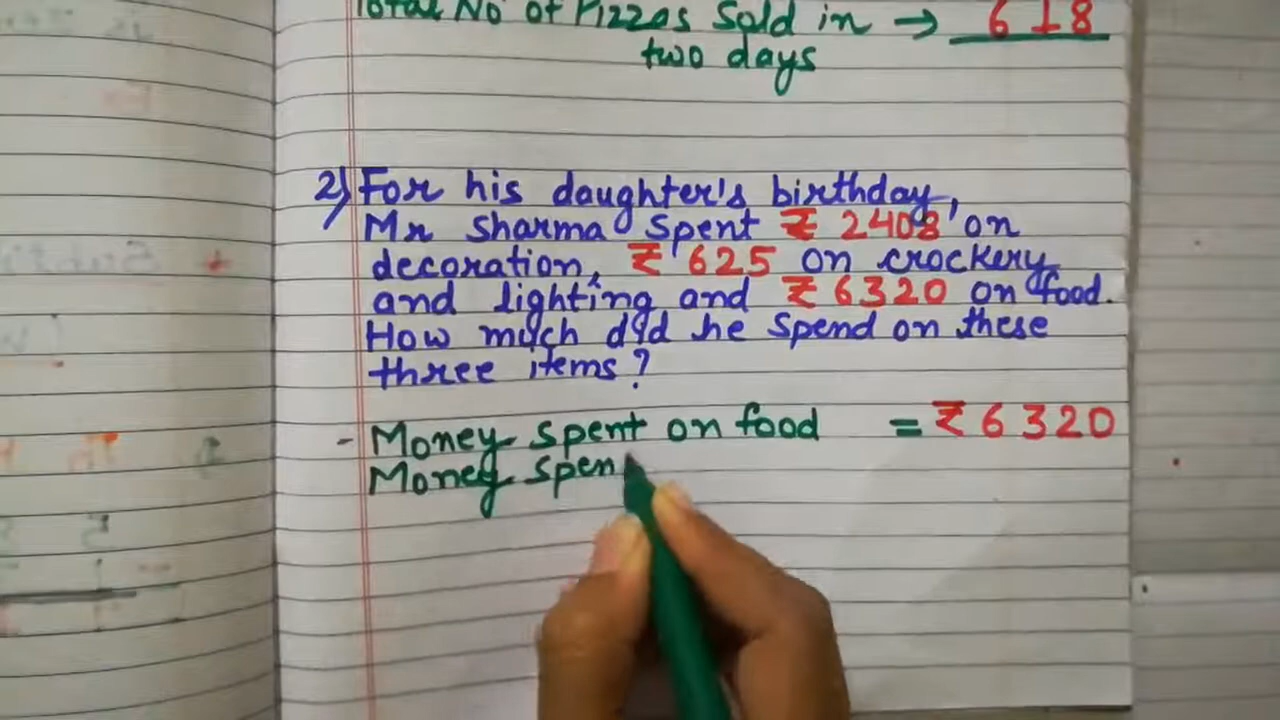 Total No of Pizzas Sold in → 618
two days
2) For his daughter's birthday,
Mr Sharma Spent ₹ 2408 on
decoration, ₹ 625 on crockery
and lighting and ₹ 6320 on food.
How much did he Spend on these
three items?
- Money spent on food = ₹ 6320
Money spen